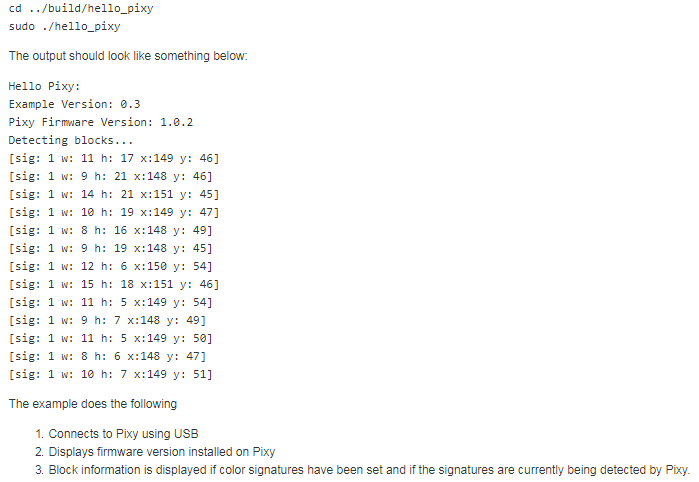 cd ../build/hello_pixy
sudo ./hello_pixy
The output should look like something below:
Hello Pixy:
Example Version: 0.3
Pixy Firmware Version: 1.0.2
Detecting blocks...
[sig: 1 w: 11 h: 17 x:149 y: 46]
[sig: 1 w: 9 h: 21 x:148 y: 46]
[sig: 1 w: 14 h: 21 x:151 y: 45]
[sig: 1 w: 10 h: 19 x:149 y: 47]
[sig: 1 w: 8 h: 16 x:148 y: 49]
[sig: 1 w: 9 h: 19 x:148 y: 45]
[sig: 1 w: 12 h: 6 x:150 y: 54]
[sig: 1 w: 15 h: 18 x:151 y: 46]
[sig: 1 w: 11 h: 5 x:149 y: 54]
[sig: 1 w: 9 h: 7 x:148 y: 49]
[sig: 1 w: 11 h: 5 x:149 y: 50]
[sig: 1 w: 8 h: 6 x:148 y: 47]
[sig: 1 w: 10 h: 7 x:149 y: 51]
The example does the following
1. Connects to Pixy using USB
2. Displays firmware version installed on Pixy
3. Block information is displayed if color signatures have been set and if the signatures are currently being detected by Pixy.